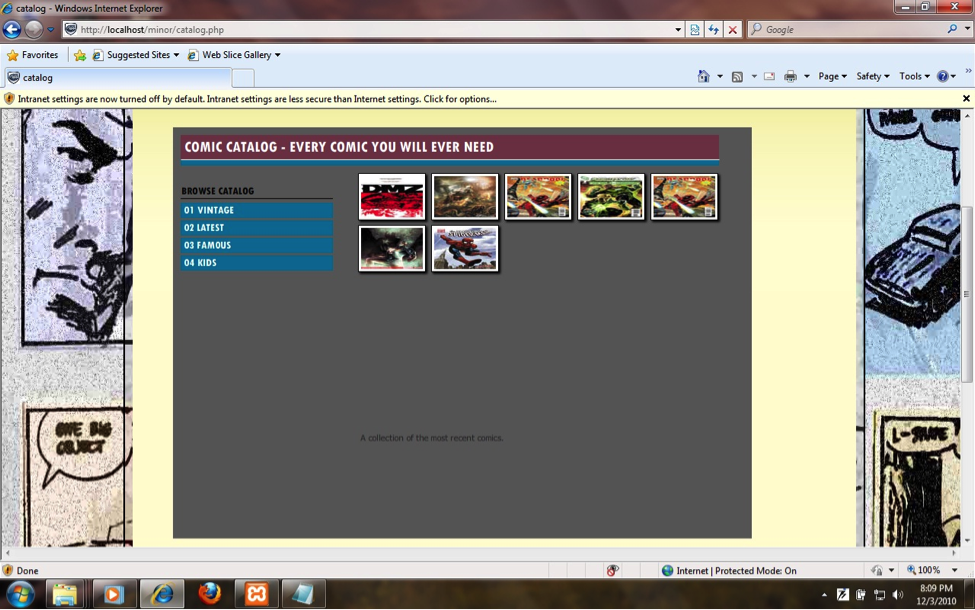 catalog - Windows Internet Explorer
http://localhost/minor/catalog.php
Google
Favorites
Suggested Sites
Web Slice Gallery
catalog
Page
Safety
Tools
Intranet settings are now turned off by default. Intranet settings are less secure than Internet settings. Click for options...
COMIC CATALOG - EVERY COMIC YOU WILL EVER NEED
BROWSE CATALOG
01 VINTAGE
02 LATEST
03 FAMOUS
04 KIDS
DMZ
A collection of the most recent comics.
GIVE BIG
OBJECT
L-SHAPE
Done
Internet | Protected Mode: On
100%
8:09 PM
12/3/2010